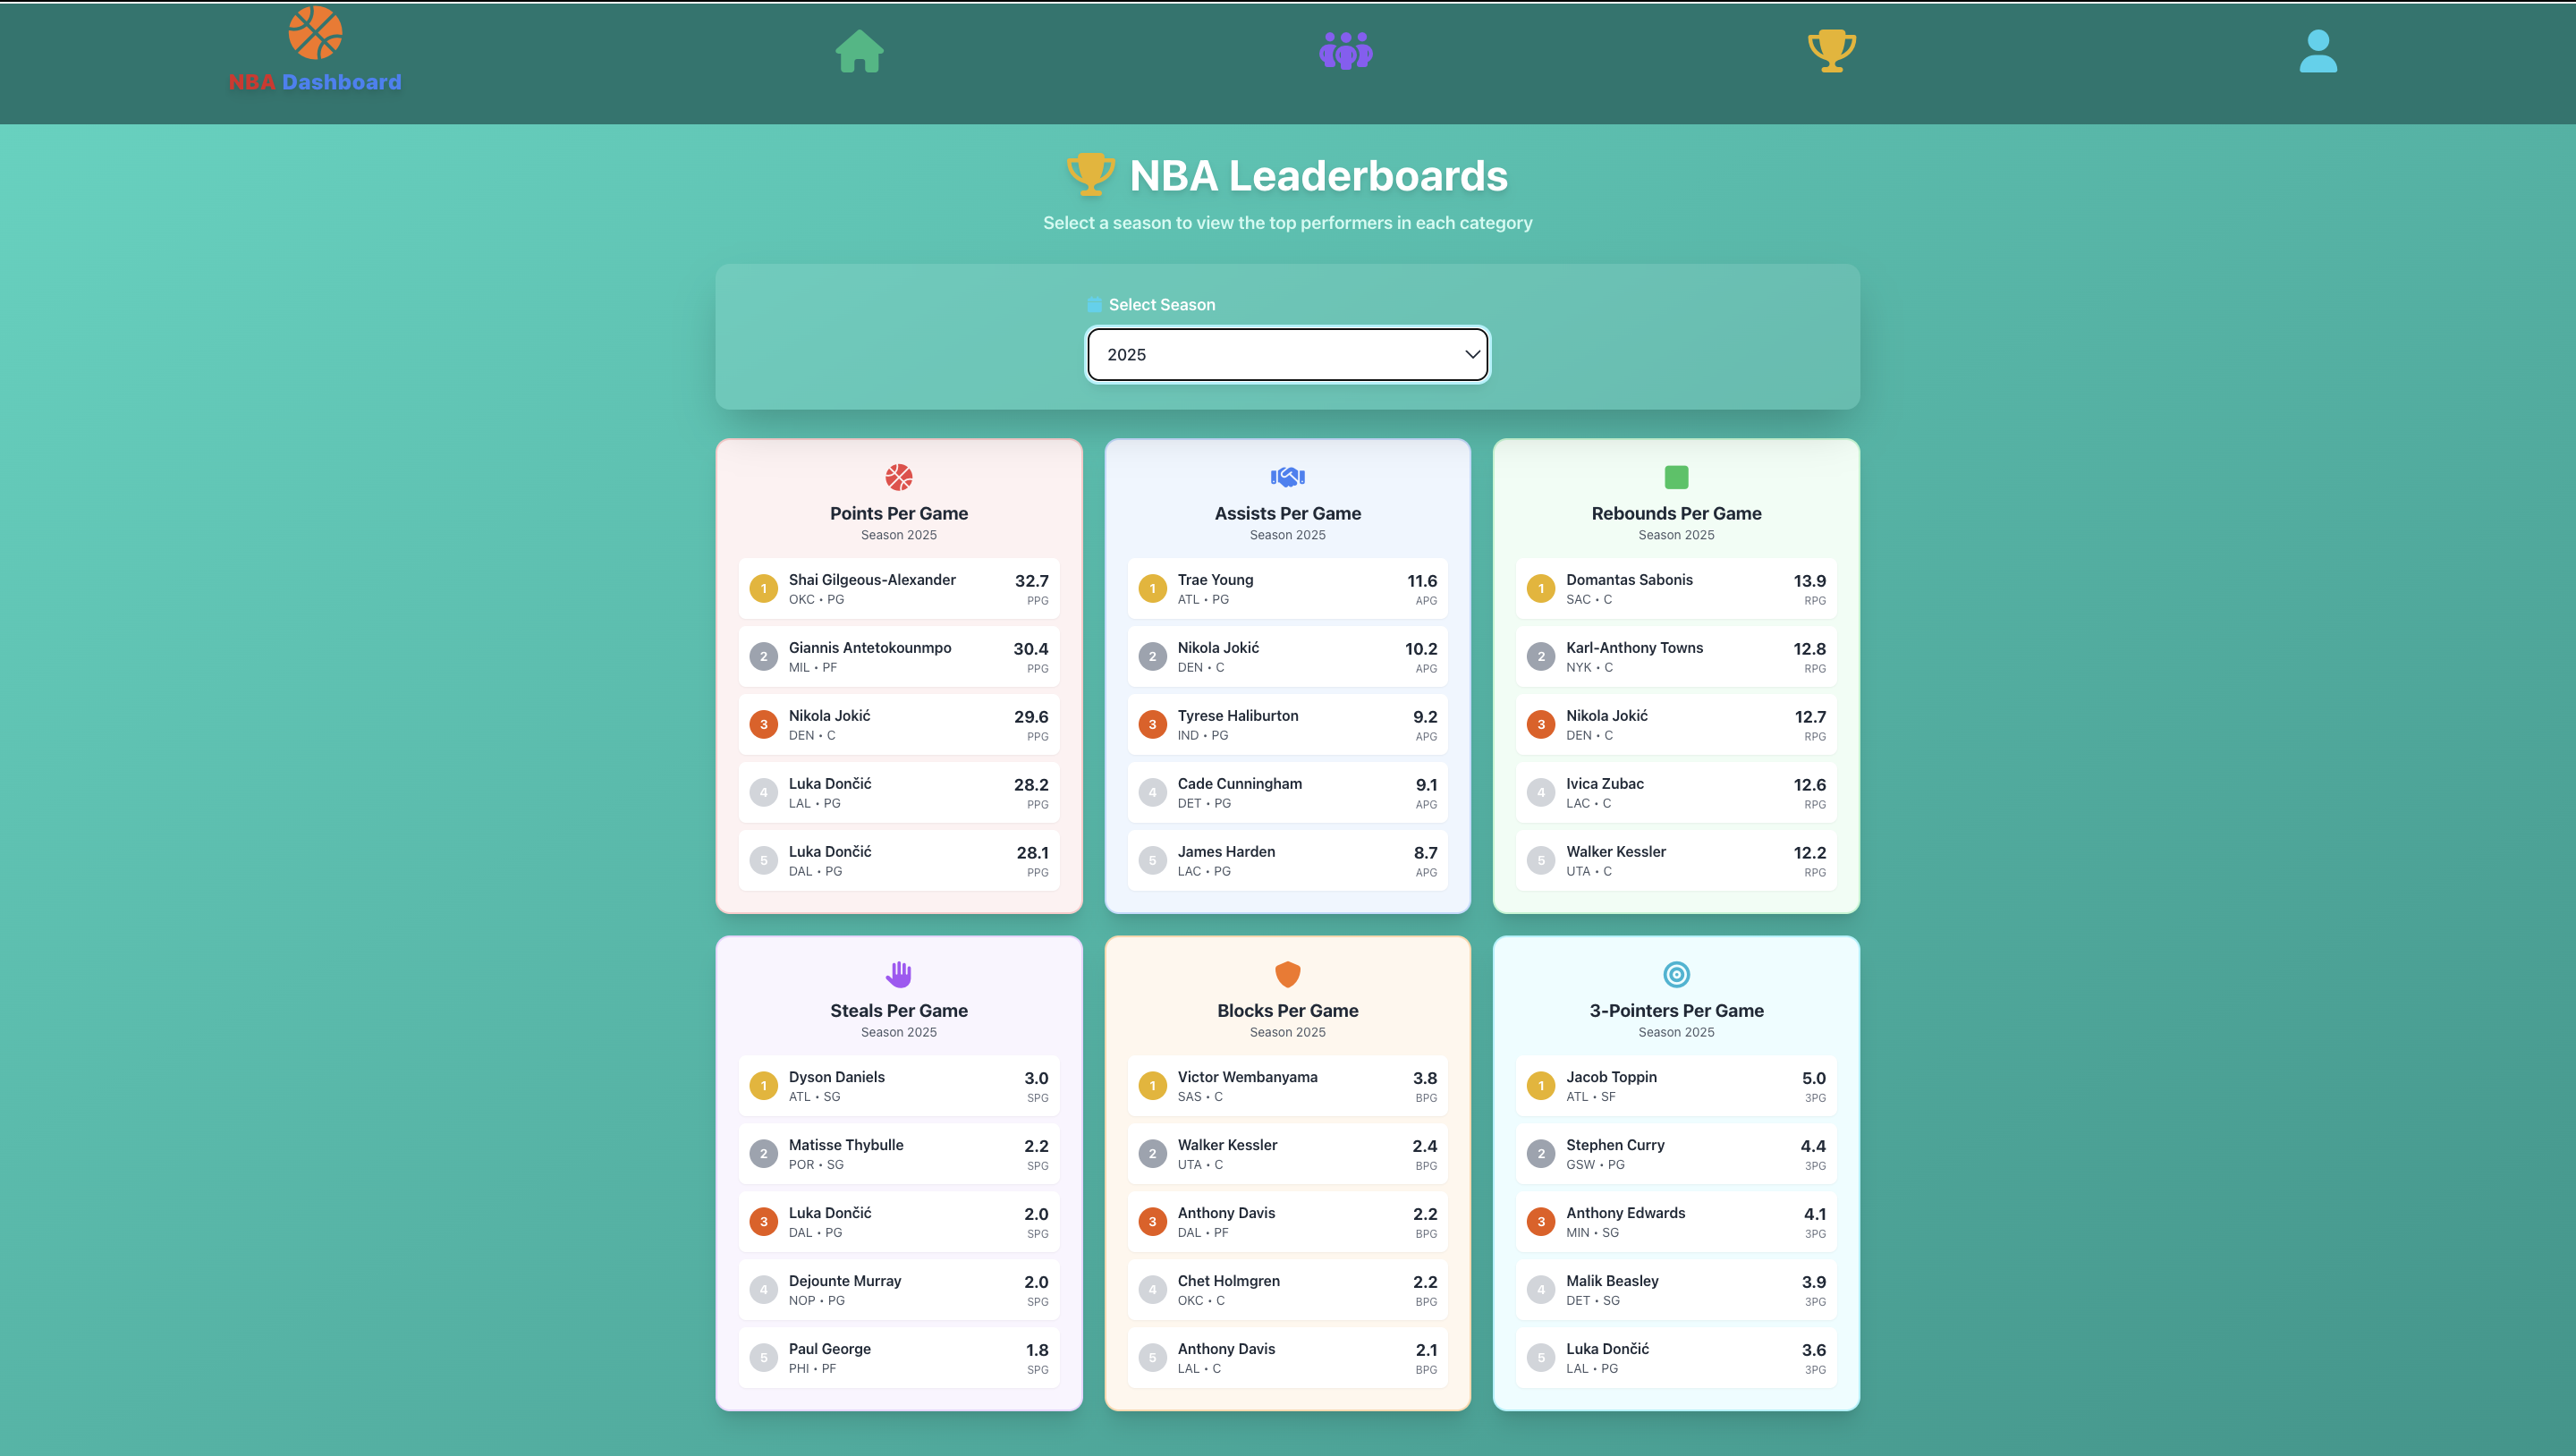 NBA Dashboard
NBA Leaderboards
Select a season to view the top performers in each category
Select Season
2025
Points Per Game
Season 2025
1 Shai Gilgeous-Alexander 32.7
OKC • PG PPG
2 Giannis Antetokounmpo 30.4
MIL • PF PPG
3 Nikola Jokić 29.6
DEN • C PPG
4 Luka Dončić 28.2
LAL • PG PPG
5 Luka Dončić 28.1
DAL • PG PPG
Assists Per Game
Season 2025
1 Trae Young 11.6
ATL • PG APG
2 Nikola Jokić 10.2
DEN • C APG
3 Tyrese Haliburton 9.2
IND • PG APG
4 Cade Cunningham 9.1
DET • PG APG
5 James Harden 8.7
LAC • PG APG
Rebounds Per Game
Season 2025
1 Domantas Sabonis 13.9
SAC • C RPG
2 Karl-Anthony Towns 12.8
NYK • C RPG
3 Nikola Jokić 12.7
DEN • C RPG
4 Ivica Zubac 12.6
LAC • C RPG
5 Walker Kessler 12.2
UTA • C RPG
Steals Per Game
Season 2025
1 Dyson Daniels 3.0
ATL • SG SPG
2 Matisse Thybulle 2.2
POR • SG SPG
3 Luka Dončić 2.0
DAL • PG SPG
4 Dejounte Murray 2.0
NOP • PG SPG
5 Paul George 1.8
PHI • PF SPG
Blocks Per Game
Season 2025
1 Victor Wembanyama 3.8
SAS • C BPG
2 Walker Kessler 2.4
UTA • C BPG
3 Anthony Davis 2.2
DAL • PF BPG
4 Chet Holmgren 2.2
OKC • C BPG
5 Anthony Davis 2.1
LAL • C BPG
3-Pointers Per Game
Season 2025
1 Jacob Toppin 5.0
ATL • SF 3PG
2 Stephen Curry 4.4
GSW • PG 3PG
3 Anthony Edwards 4.1
MIN • SG 3PG
4 Malik Beasley 3.9
DET • SG 3PG
5 Luka Dončić 3.6
LAL • PG 3PG